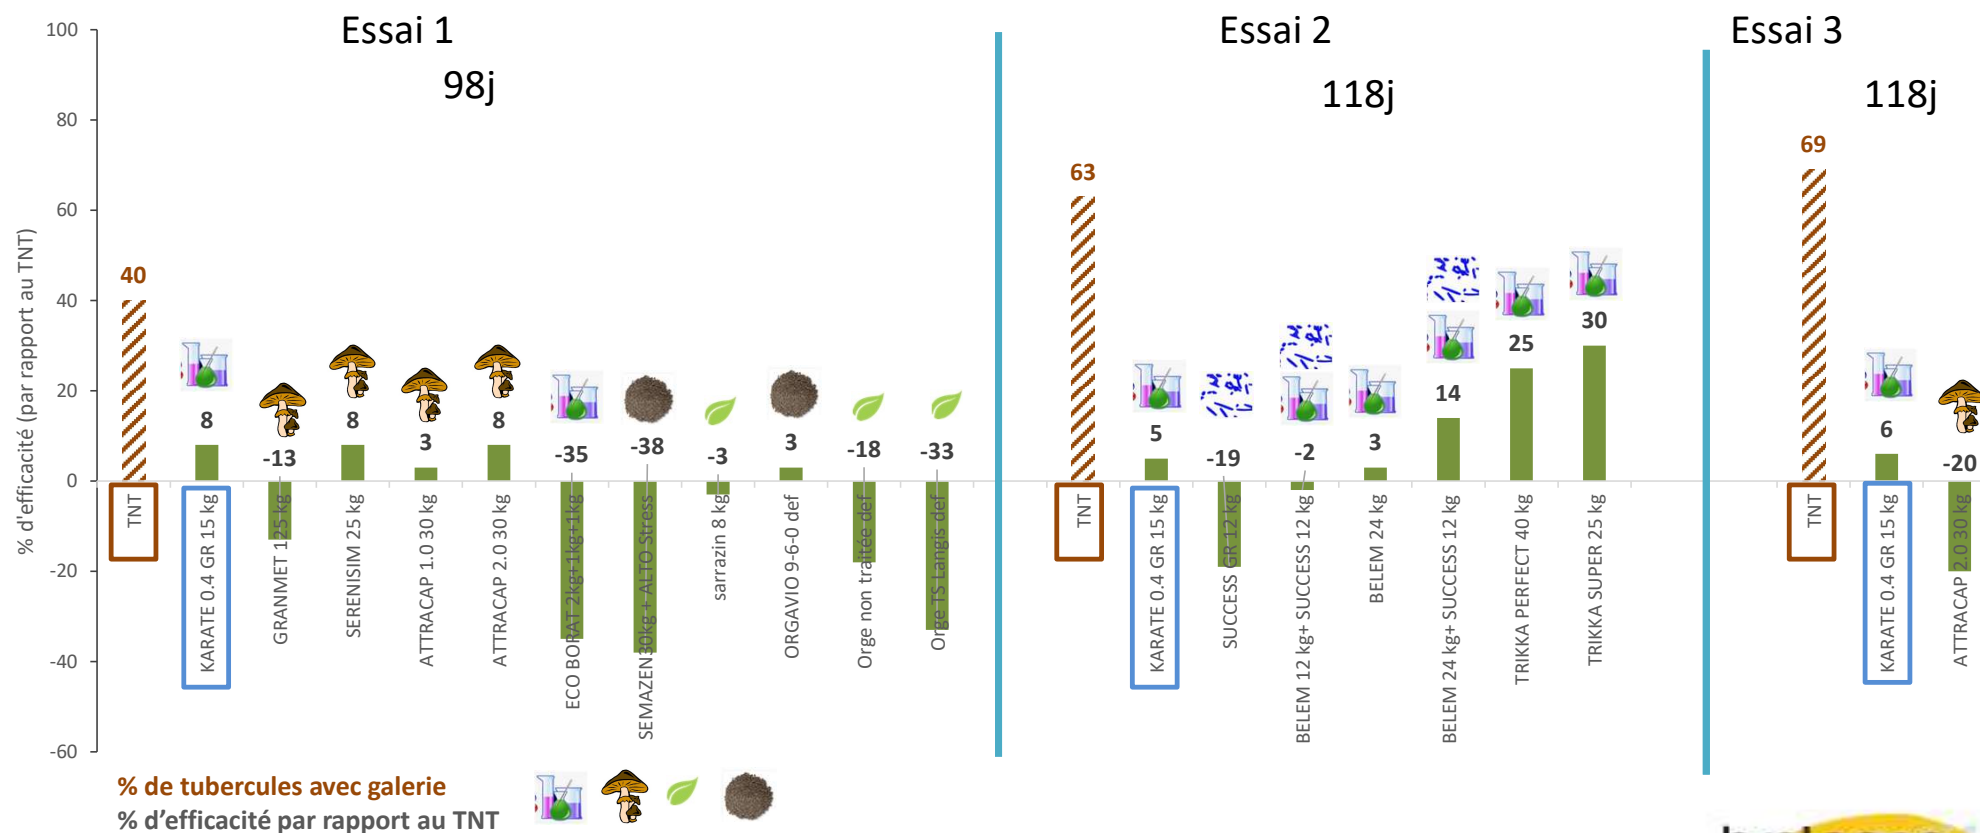 Essai 1
98j
Essai 2
118j
Essai 3
118j
% d'efficacité (par rapport au TNT)
100
80
60
40
20
0
-20
-40
-60
40
8
-13
8
3
8
-35
-38
-3
3
-18
-33
63
5
-19
-2
3
14
25
30
69
6
-20
TNT
KARATE 0.4 GR 15 kg
GRANMET 125 kg
SERENISIM 25 kg
ATTRACAP 1.0 30 kg
ATTRACAP 2.0 30 kg
ECO BORAT 2kg+1kg+1kg
SEMAZEN30kg + ALTO Stress
sarrazin 8 kg
ORGAVIO 9-6-0 def
Orge non traitée def
Orge TS Langis def
TNT
KARATE 0.4 GR 15 kg
SUCCESS GR 12 kg
BELEM 12 kg+ SUCCESS 12 kg
BELEM 24 kg
BELEM 24 kg+ SUCCESS 12 kg
TRIKKA PERFECT 40 kg
TRIKKA SUPER 25 kg
TNT
KARATE 0.4 GR 15 kg
ATTRACAP 2.0 30 kg
% de tubercules avec galerie
% d’efficacité par rapport au TNT